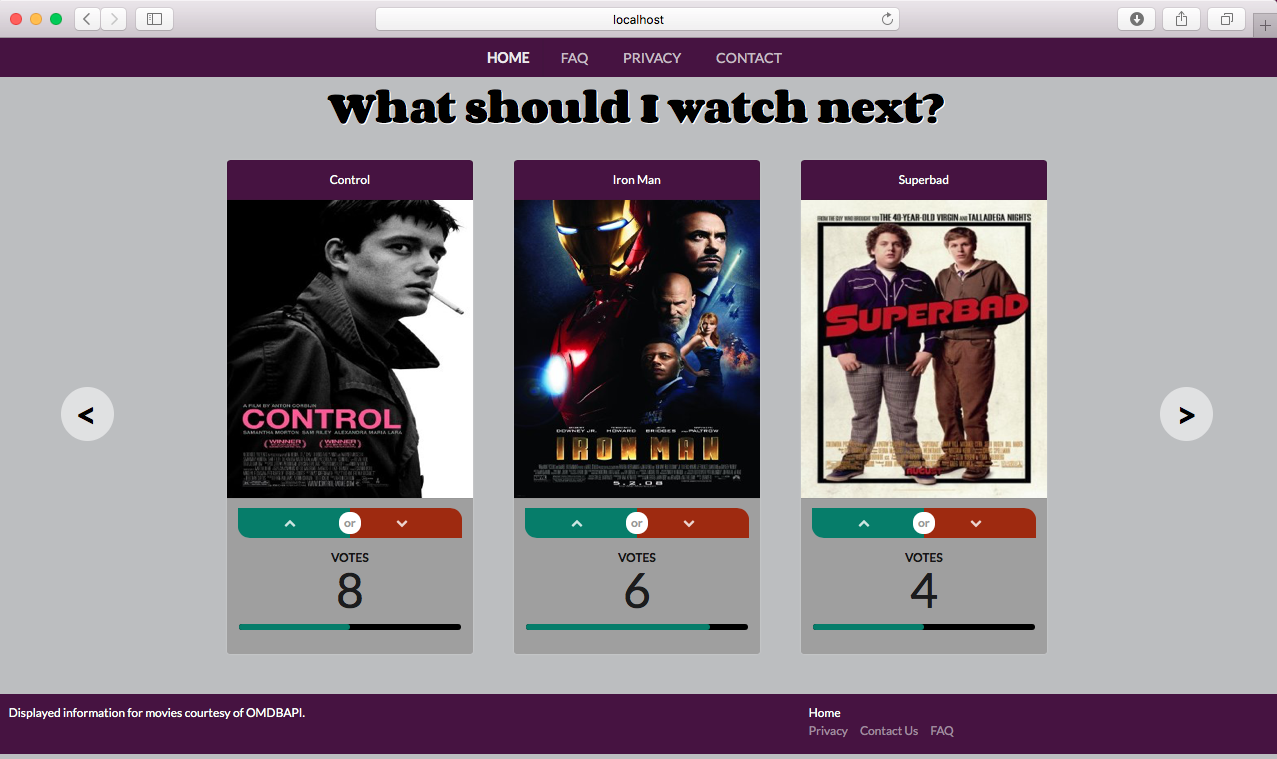 localhost
HOME FAQ PRIVACY CONTACT
What should I watch next?
Control
A FILM BY ANTON CORBIJN
CONTROL
SAMANTHA MORTON SAM RILEY ALEXANDRA MARIA LARA
WINNER WINNER
or
VOTES
8
Iron Man
DOWNEY JR. HOWARD BRIDGES PALTROW
IRON MAN
5.2.08
or
VOTES
6
Superbad
FROM THE GUY WHO BROUGHT YOU THE 40-YEAR-OLD VIRGIN AND TALLADEGA NIGHTS
SUPERBAD
AUGUST
or
VOTES
4
< >
Displayed information for movies courtesy of OMDBAPI.
Home
Privacy Contact Us FAQ